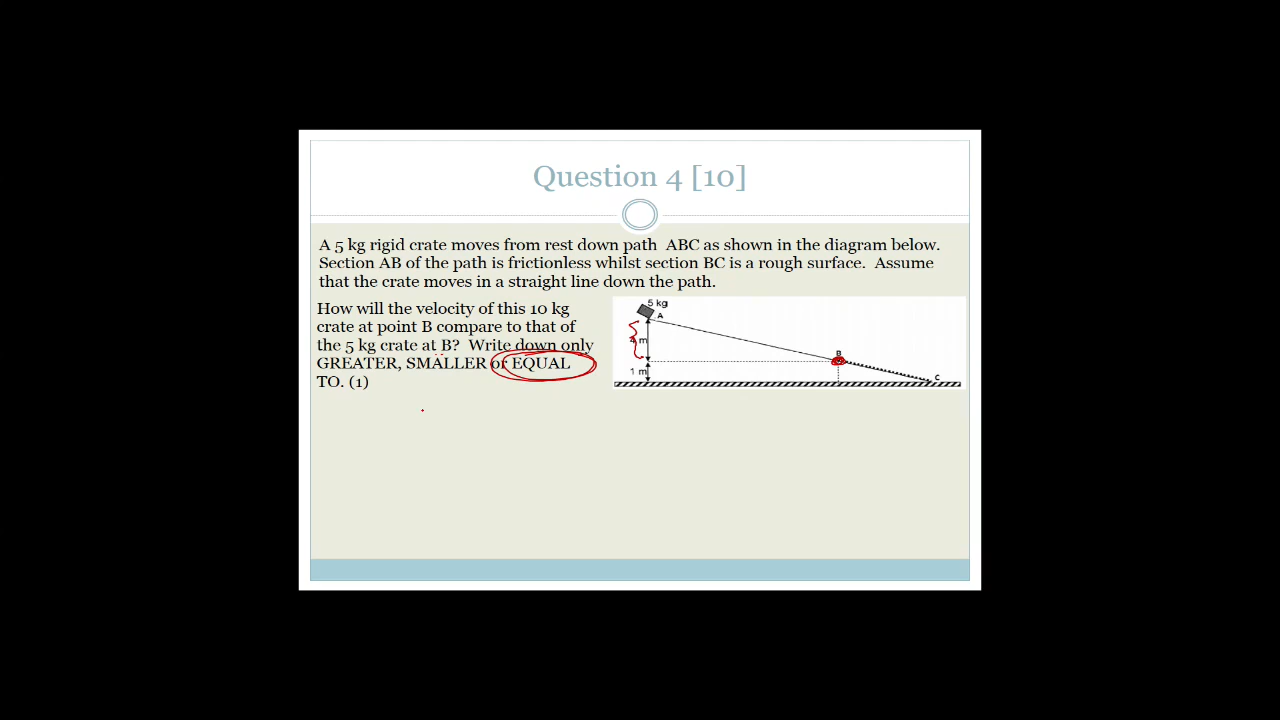 Question 4 [10]
A 5 kg rigid crate moves from rest down path ABC as shown in the diagram below.
Section AB of the path is frictionless whilst section BC is a rough surface. Assume
that the crate moves in a straight line down the path.
How will the velocity of this 10 kg
crate at point B compare to that of
the 5 kg crate at B? Write down only
GREATER, SMALLER or EQUAL
TO. (1)
5 kg
A
4 m
B
1 m
C